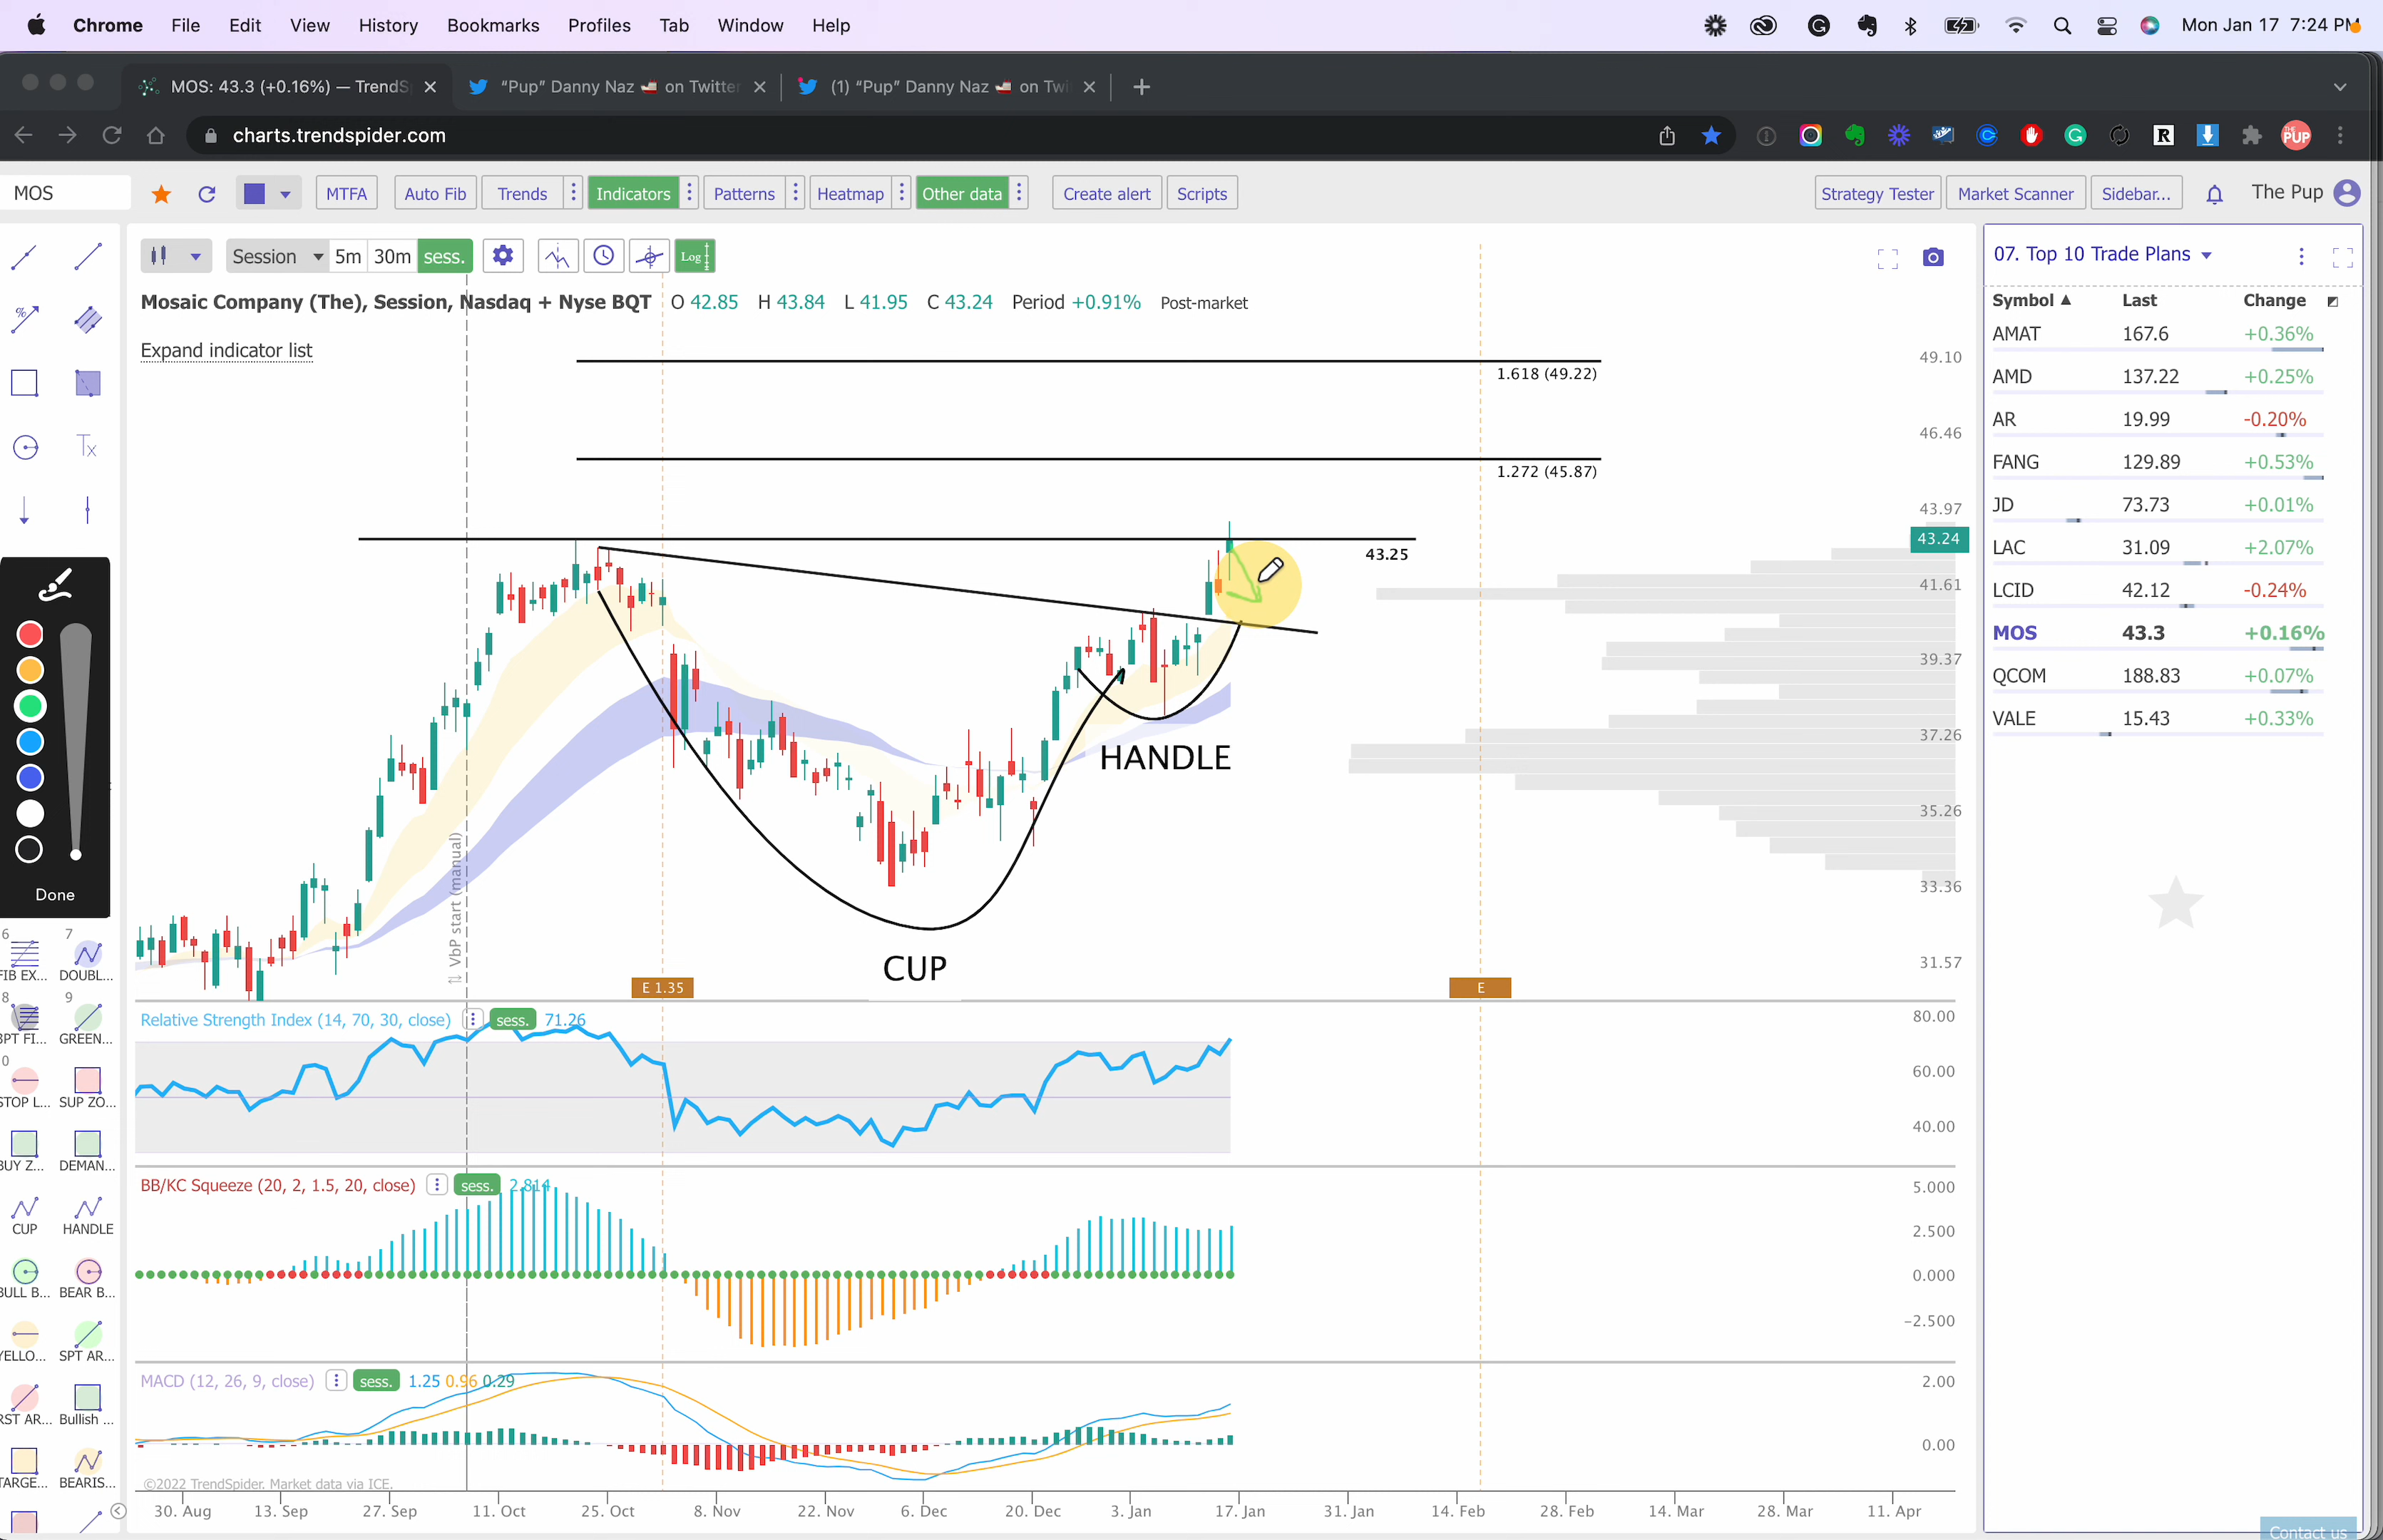 Chrome File Edit View History Bookmarks Profiles Tab Window Help Mon Jan 17 7:24 PM
MOS: 43.3 (+0.16%) — TrendS "Pup" Danny Naz on Twitter (1) "Pup" Danny Naz on Twi
charts.trendspider.com
MOS MTFA Auto Fib Trends Indicators Patterns Heatmap Other data Create alert Scripts Strategy Tester Market Scanner Sidebar... The Pup
Session 5m 30m sess. Log
Mosaic Company (The), Session, Nasdaq + Nyse BQT O 42.85 H 43.84 L 41.95 C 43.24 Period +0.91% Post-market
Expand indicator list
1.618 (49.22)
1.272 (45.87)
43.25
HANDLE
CUP
VbP start (manual)
E 1.35
E
49.10
46.46
43.97
43.24
41.61
39.37
37.26
35.26
33.36
31.57
Relative Strength Index (14, 70, 30, close) sess. 71.26
80.00
60.00
40.00
BB/KC Squeeze (20, 2, 1.5, 20, close) sess. 2.814
5.000
2.500
0.000
−2.500
MACD (12, 26, 9, close) sess. 1.25 0.96 0.29
2.00
0.00
©2022 TrendSpider. Market data via ICE.
30. Aug 13. Sep 27. Sep 11. Oct 25. Oct 8. Nov 22. Nov 6. Dec 20. Dec 3. Jan 17. Jan 31. Jan 14. Feb 28. Feb 14. Mar 28. Mar 11. Apr
%
Tx
Done
6 7
FIB EX... DOUBL...
8 9
BPT FI... GREEN...
0
STOP L... SUP ZO...
BUY Z... DEMAN...
CUP HANDLE
BULL B... BEAR B...
YELLO... SPT AR...
RST AR... Bullish ...
TARGE... BEARIS...
07. Top 10 Trade Plans
Symbol Last Change
AMAT 167.6 +0.36%
AMD 137.22 +0.25%
AR 19.99 -0.20%
FANG 129.89 +0.53%
JD 73.73 +0.01%
LAC 31.09 +2.07%
LCID 42.12 -0.24%
MOS 43.3 +0.16%
QCOM 188.83 +0.07%
VALE 15.43 +0.33%
Contact us